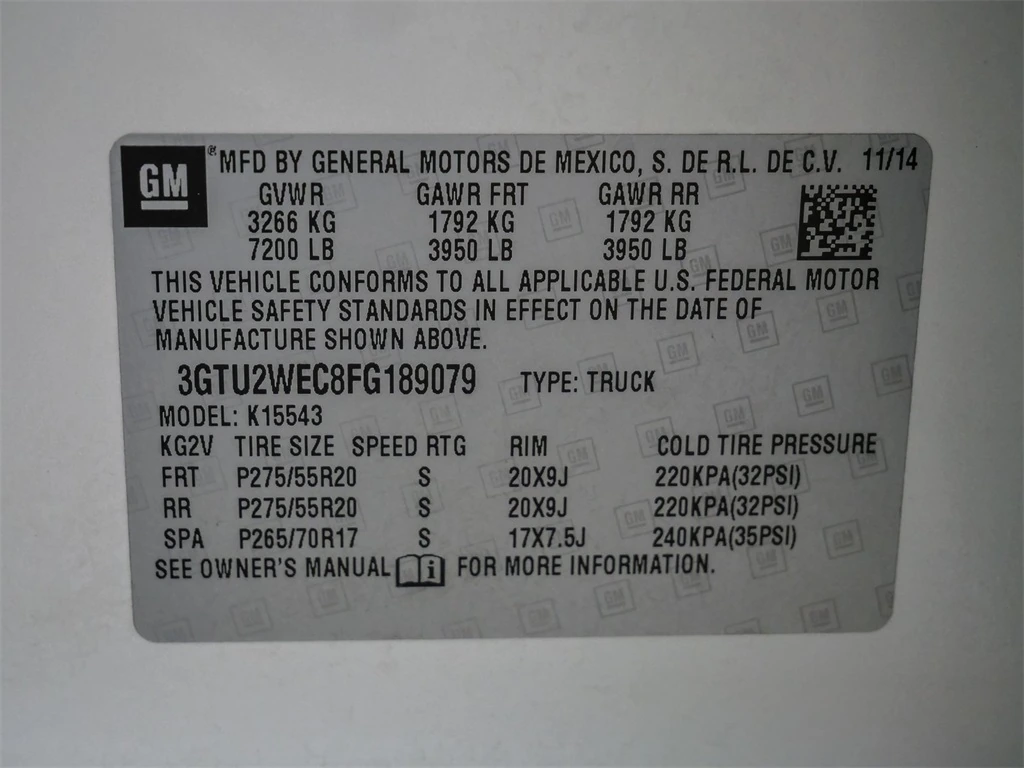 GM ® MFD BY GENERAL MOTORS DE MEXICO, S. DE R.L. DE C.V. 11/14
GVWR GAWR FRT GAWR RR
3266 KG 1792 KG 1792 KG
7200 LB 3950 LB 3950 LB
THIS VEHICLE CONFORMS TO ALL APPLICABLE U.S. FEDERAL MOTOR
VEHICLE SAFETY STANDARDS IN EFFECT ON THE DATE OF
MANUFACTURE SHOWN ABOVE.
3GTU2WEC8FG189079 TYPE: TRUCK
MODEL: K15543
KG2V TIRE SIZE SPEED RTG RIM COLD TIRE PRESSURE
FRT P275/55R20 S 20X9J 220KPA(32PSI)
RR P275/55R20 S 20X9J 220KPA(32PSI)
SPA P265/70R17 S 17X7.5J 240KPA(35PSI)
SEE OWNER'S MANUAL i FOR MORE INFORMATION.